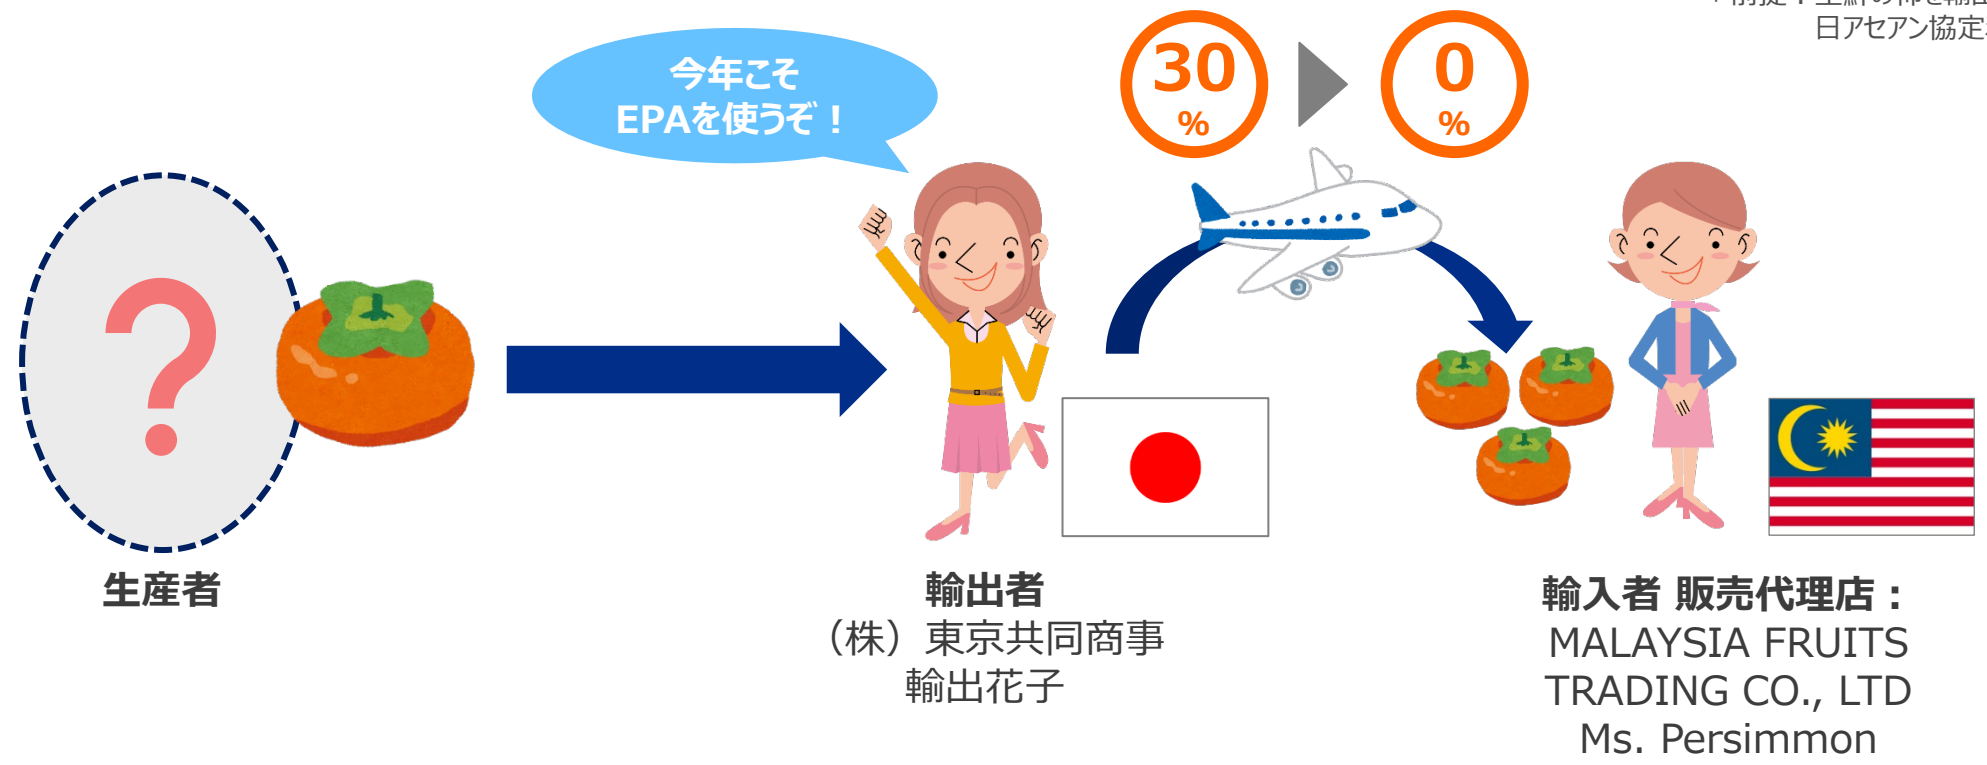 日アセアン協定
今年こそ
EPAを使うぞ！
30
%
0
%
生産者
輸出者
（株）東京共同商事
輸出花子
輸入者 販売代理店：
MALAYSIA FRUITS
TRADING CO., LTD
Ms. Persimmon